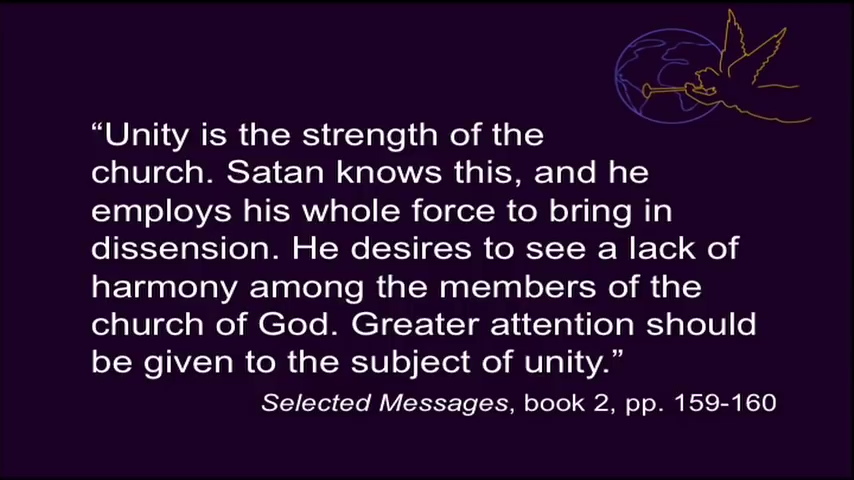 “Unity is the strength of the
church. Satan knows this, and he
employs his whole force to bring in
dissension. He desires to see a lack of
harmony among the members of the
church of God. Greater attention should
be given to the subject of unity.”
Selected Messages, book 2, pp. 159-160